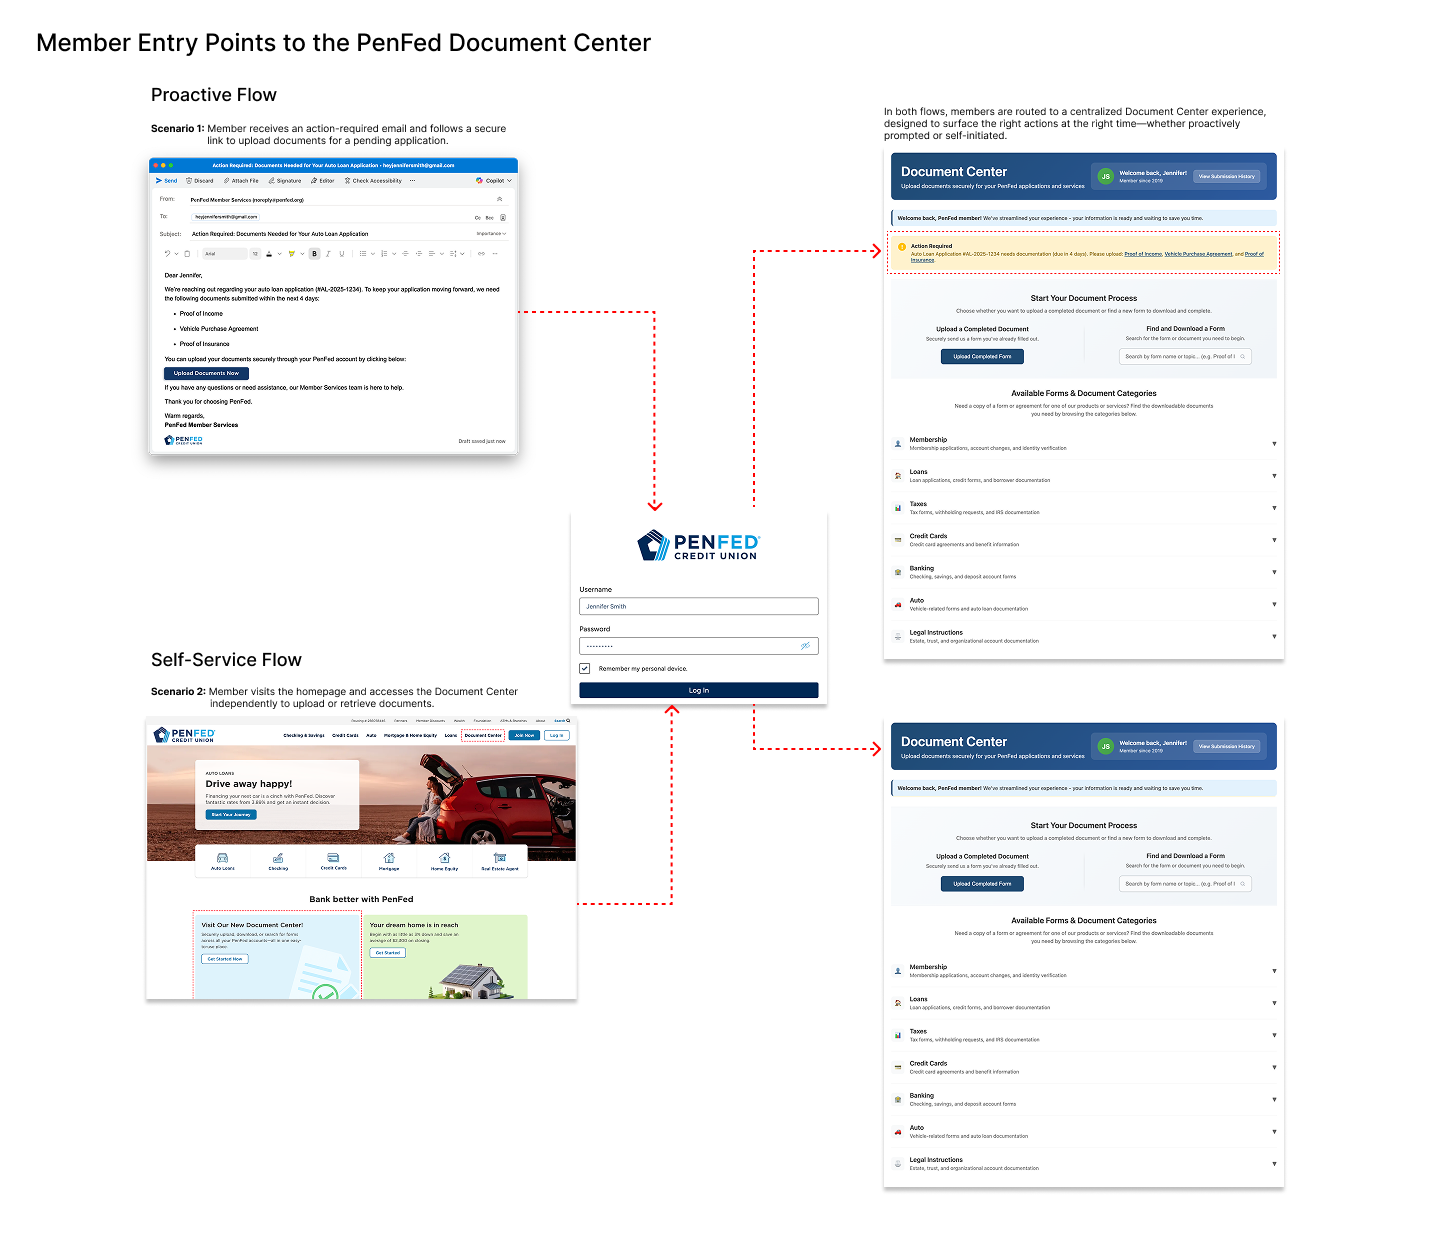 Member Entry Points to the PenFed Document Center
Proactive Flow
Scenario 1: Member receives an action-required email and follows a secure
link to upload documents for a pending application.
Action Required: Documents Needed for Your Auto Loan Application - heyjennifersmith@gmail.com
Send Discard Attach File Signature Editor Check Accessibility ... Copilot
From: PenFed Member Services (noreply@penfed.org)
To: heyjennifersmith@gmail.com Cc Bcc
Subject: Action Required: Documents Needed for Your Auto Loan Application Importance
Arial 12 A B I U
Dear Jennifer,
We're reaching out regarding your auto loan application (#AL-2025-1234). To keep your application moving forward, we need
the following documents submitted within the next 4 days:
• Proof of Income
• Vehicle Purchase Agreement
• Proof of Insurance
You can upload your documents securely through your PenFed account by clicking below:
Upload Documents Now
If you have any questions or need assistance, our Member Services team is here to help.
Thank you for choosing PenFed.
Warm regards,
PenFed Member Services
PENFED
CREDIT UNION
Draft saved just now
PENFED
CREDIT UNION
Username
Jennifer Smith
Password
Remember my personal device.
Log In
Self-Service Flow
Scenario 2: Member visits the homepage and accesses the Document Center
independently to upload or retrieve documents.
Careers Member Discounts Foundation ATMs & Branches About Search
PENFED
CREDIT UNION
Checking & Savings Credit Cards Auto Mortgage & Home Equity Loans Document Center Join Now Log In
AUTO LOANS
Drive away happy!
Financing your next car is a cinch with PenFed. Discover
fantastic rates from 3.89% and get an instant decision.
Start Your Journey
Auto Loans Checking Credit Cards Mortgage Home Equity Real Estate Agent
Bank better with PenFed
Visit Our New Document Center!
Securely upload, download, or search for forms
across all your PenFed accounts—all in one easy-
to-use place.
Get Started Now
Your dream home is in reach
Begin with as little as 3% down and save an
average of $2,800 on closing.
Get Started
In both flows, members are routed to a centralized Document Center experience,
designed to surface the right actions at the right time—whether proactively
prompted or self-initiated.
Document Center
Upload documents securely for your PenFed applications and services
JS
Welcome back, Jennifer!
Member since 2019
View Submission History
Welcome back, PenFed member! We've streamlined your experience - your information is ready and waiting to save you time.
Action Required
Auto Loan Application #AL-2025-1234 needs documentation (due in 4 days). Please upload: Proof of Income, Vehicle Purchase Agreement, and Proof of
Insurance.
Start Your Document Process
Choose whether you want to upload a completed document or find a new form to download and complete.
Upload a Completed Document
Securely send us a form you've already filled out.
Upload Completed Form
Find and Download a Form
Search for the form or document you need to begin.
Search by form name or topic... (e.g. Proof of I
Available Forms & Document Categories
Need a copy of a form or agreement for one of our products or services? Find the downloadable documents
you need by browsing the categories below.
Membership
Membership applications, account changes, and identity verification
Loans
Loan applications, credit forms, and borrower documentation
Taxes
Tax forms, withholding requests, and IRS documentation
Credit Cards
Credit card agreements and benefit information
Banking
Checking, savings, and deposit account forms
Auto
Vehicle-related forms and auto loan documentation
Legal Instructions
Estate, trust, and organizational account documentation
Document Center
Upload documents securely for your PenFed applications and services
JS
Welcome back, Jennifer!
Member since 2019
View Submission History
Welcome back, PenFed member! We've streamlined your experience - your information is ready and waiting to save you time.
Start Your Document Process
Choose whether you want to upload a completed document or find a new form to download and complete.
Upload a Completed Document
Securely send us a form you've already filled out.
Upload Completed Form
Find and Download a Form
Search for the form or document you need to begin.
Search by form name or topic... (e.g. Proof of I
Available Forms & Document Categories
Need a copy of a form or agreement for one of our products or services? Find the downloadable documents
you need by browsing the categories below.
Membership
Membership applications, account changes, and identity verification
Loans
Loan applications, credit forms, and borrower documentation
Taxes
Tax forms, withholding requests, and IRS documentation
Credit Cards
Credit card agreements and benefit information
Banking
Checking, savings, and deposit account forms
Auto
Vehicle-related forms and auto loan documentation
Legal Instructions
Estate, trust, and organizational account documentation